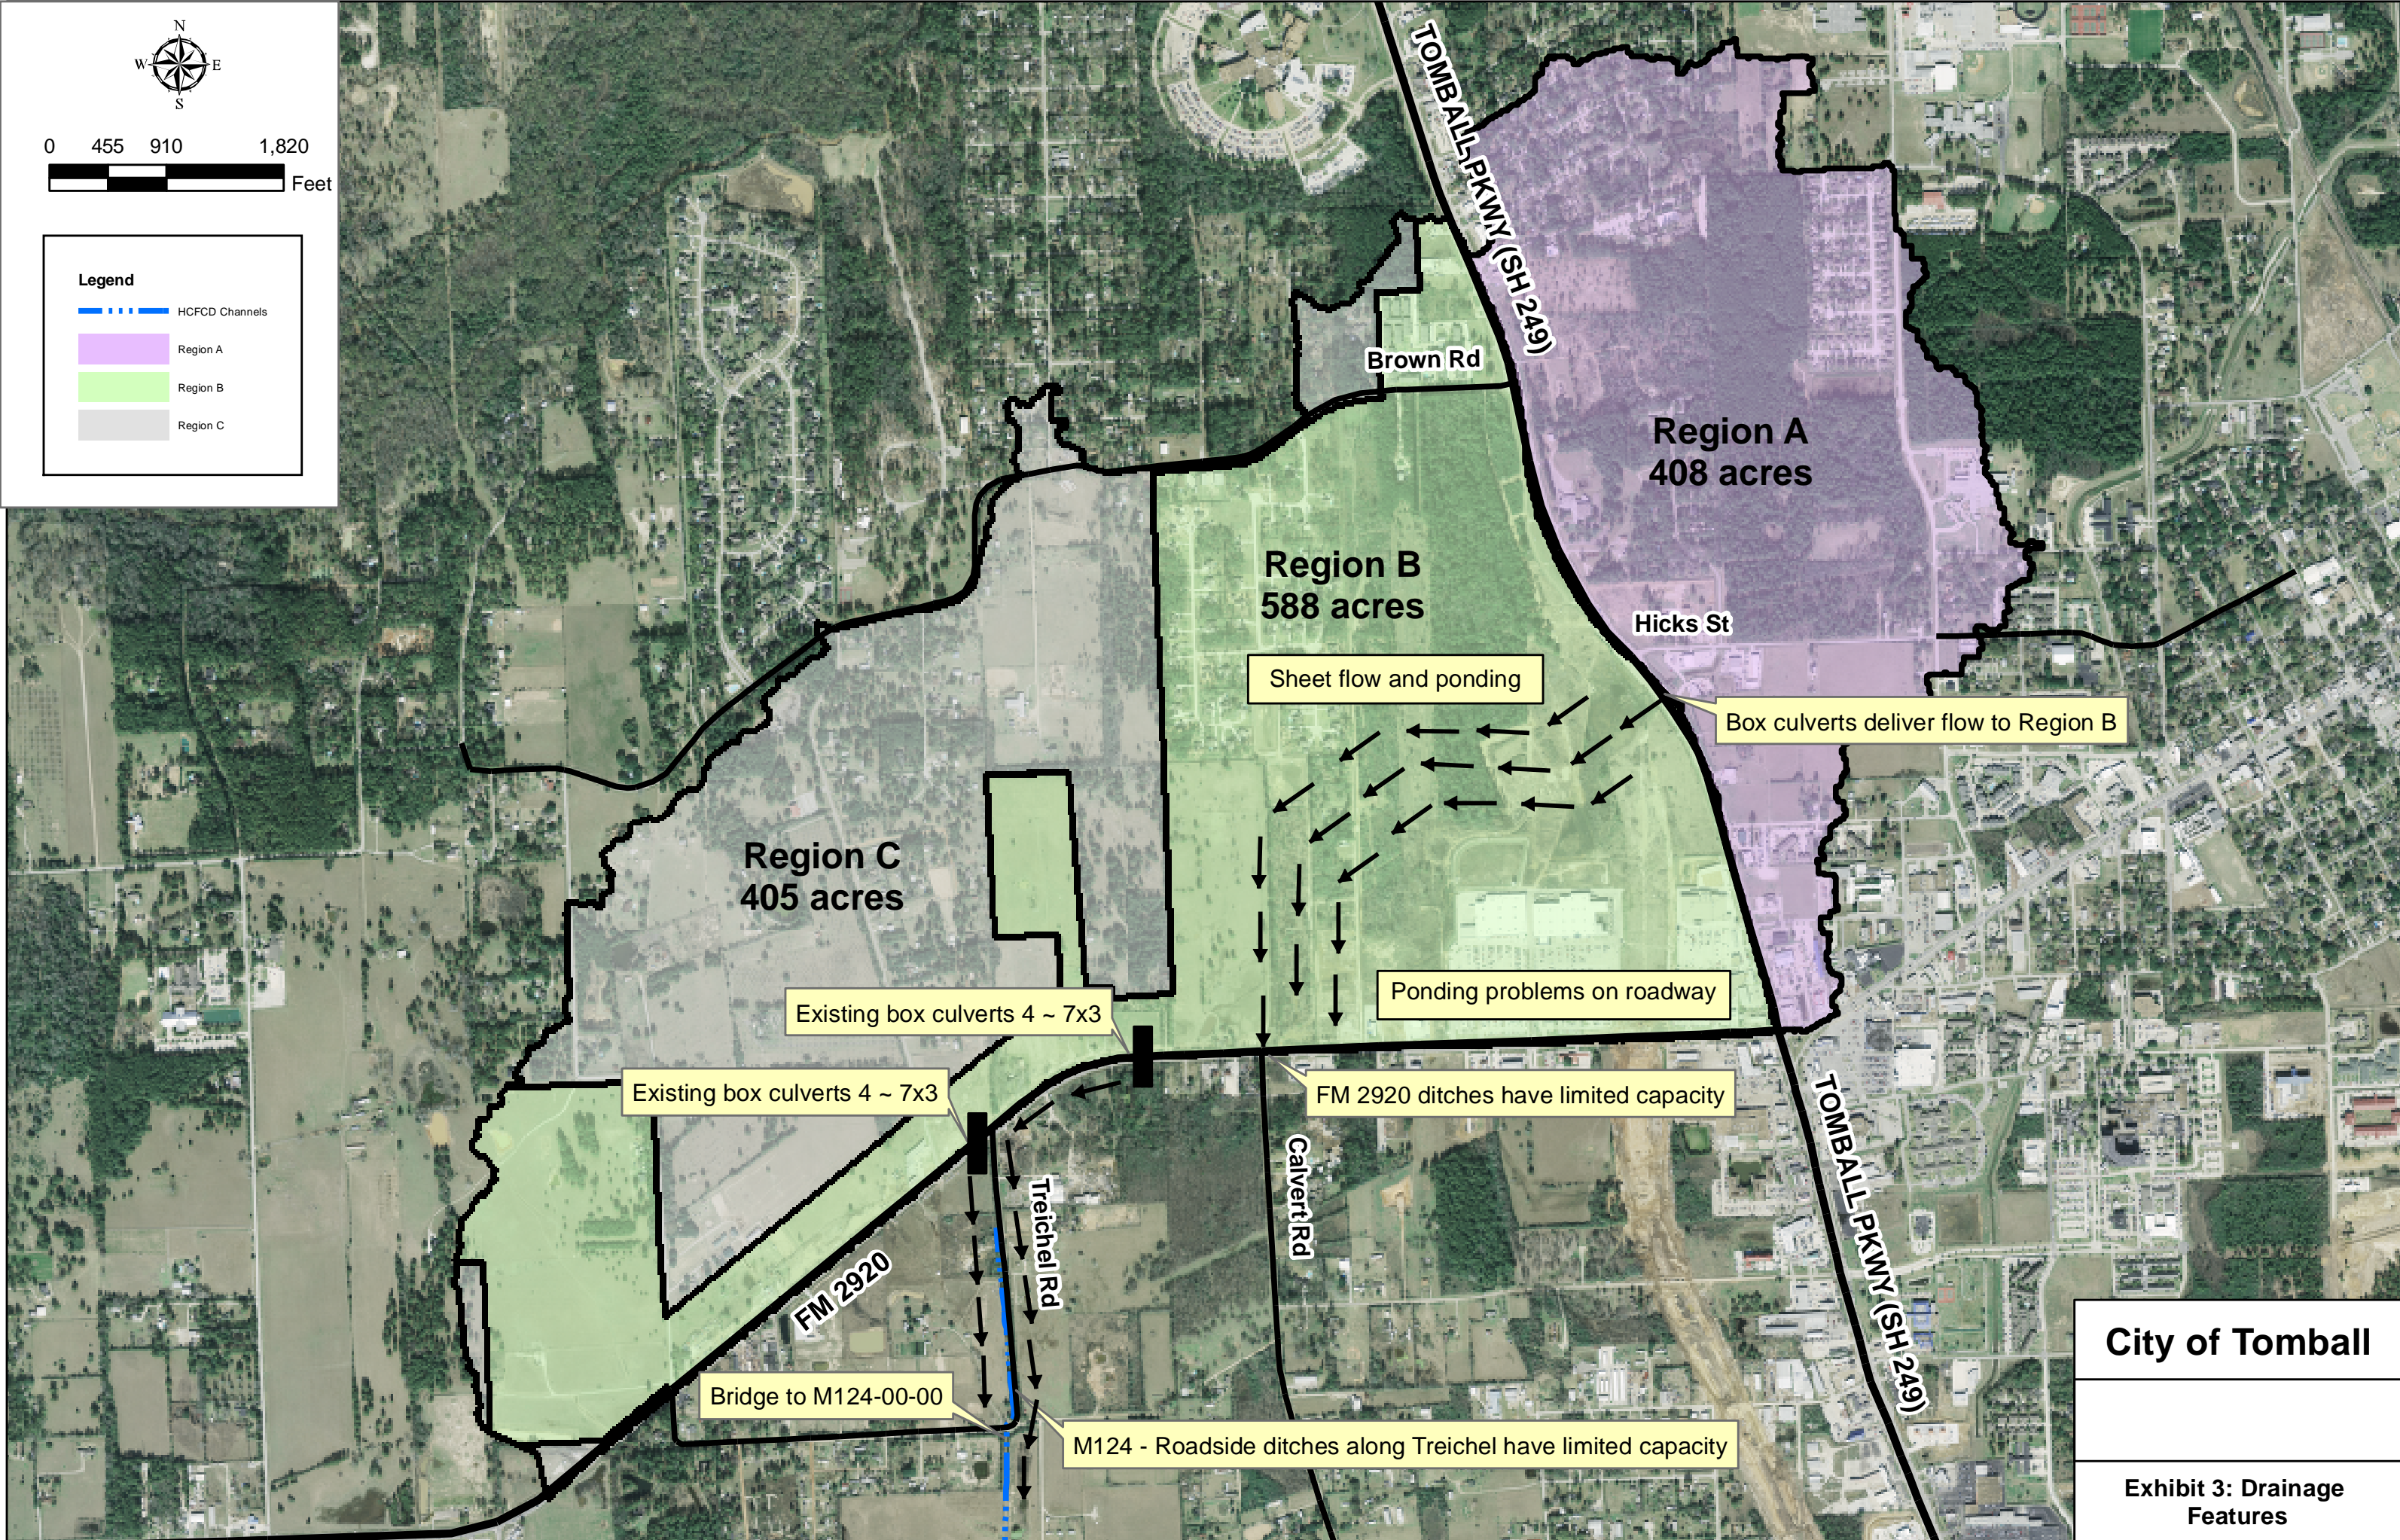 N
W
E
S
0 455 910 1,820
Feet
Legend
HCFCD Channels
Region A
Region B
Region C
TOMBALL PKWY (SH 249)
Brown Rd
Region A
408 acres
Region B
588 acres
Hicks St
Sheet flow and ponding
Box culverts deliver flow to Region B
Region C
405 acres
Ponding problems on roadway
Existing box culverts 4 ~ 7x3
Existing box culverts 4 ~ 7x3
FM 2920 ditches have limited capacity
Calvert Rd
Treichel Rd
TOMBALL PKWY (SH 249)
FM 2920
Bridge to M124-00-00
M124 - Roadside ditches along Treichel have limited capacity
City of Tomball
Exhibit 3: Drainage
Features